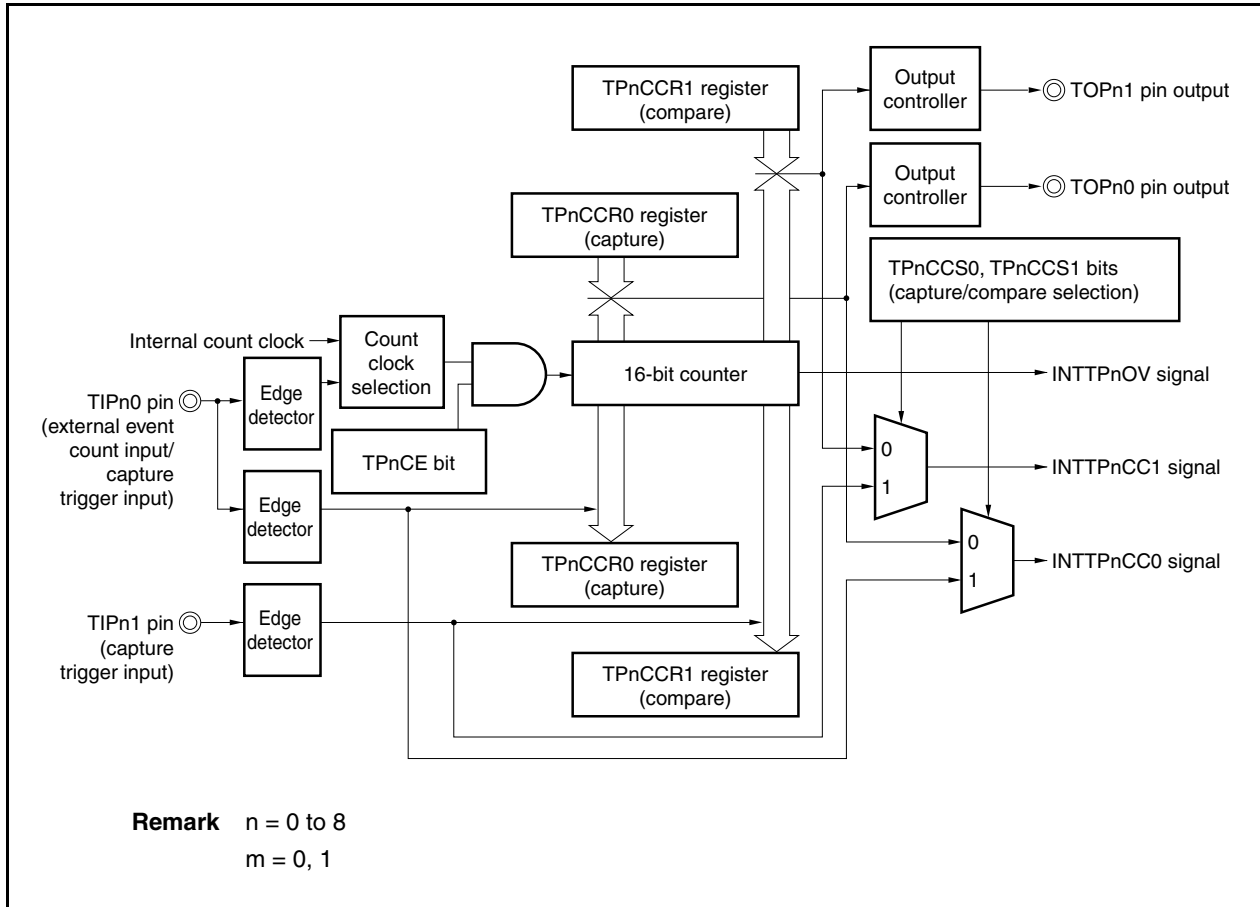 TPnCCR1 register
(compare)
Output
controller
TOPn1 pin output
Output
controller
TOPn0 pin output
TPnCCR0 register
(capture)
TPnCCS0, TPnCCS1 bits
(capture/compare selection)
Internal count clock
Count
clock
selection
16-bit counter
INTTPnOV signal
TIPn0 pin
(external event
count input/
capture
trigger input)
Edge
detector
TPnCE bit
0
1
INTTPnCC1 signal
Edge
detector
TPnCCR0 register
(capture)
0
1
INTTPnCC0 signal
TIPn1 pin
(capture
trigger input)
Edge
detector
TPnCCR1 register
(compare)
Remark n = 0 to 8
m = 0, 1